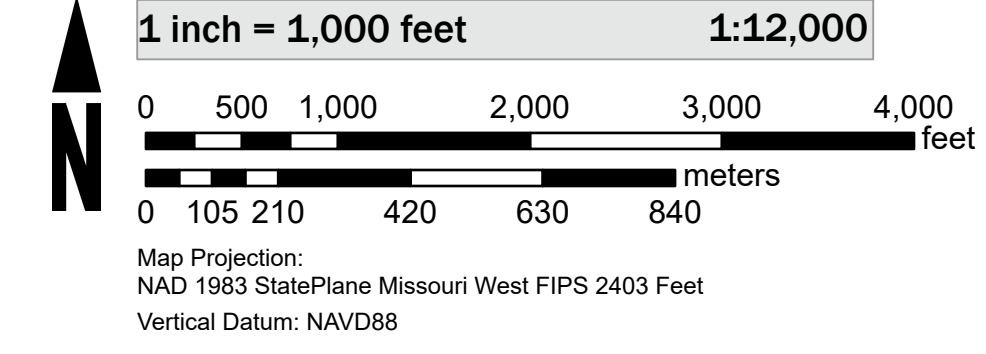 1 inch = 1,000 feet 1:12,000
0 500 1,000 2,000 3,000 4,000
feet
N
meters
0 105 210 420 630 840
Map Projection:
NAD 1983 StatePlane Missouri West FIPS 2403 Feet
Vertical Datum: NAVD88